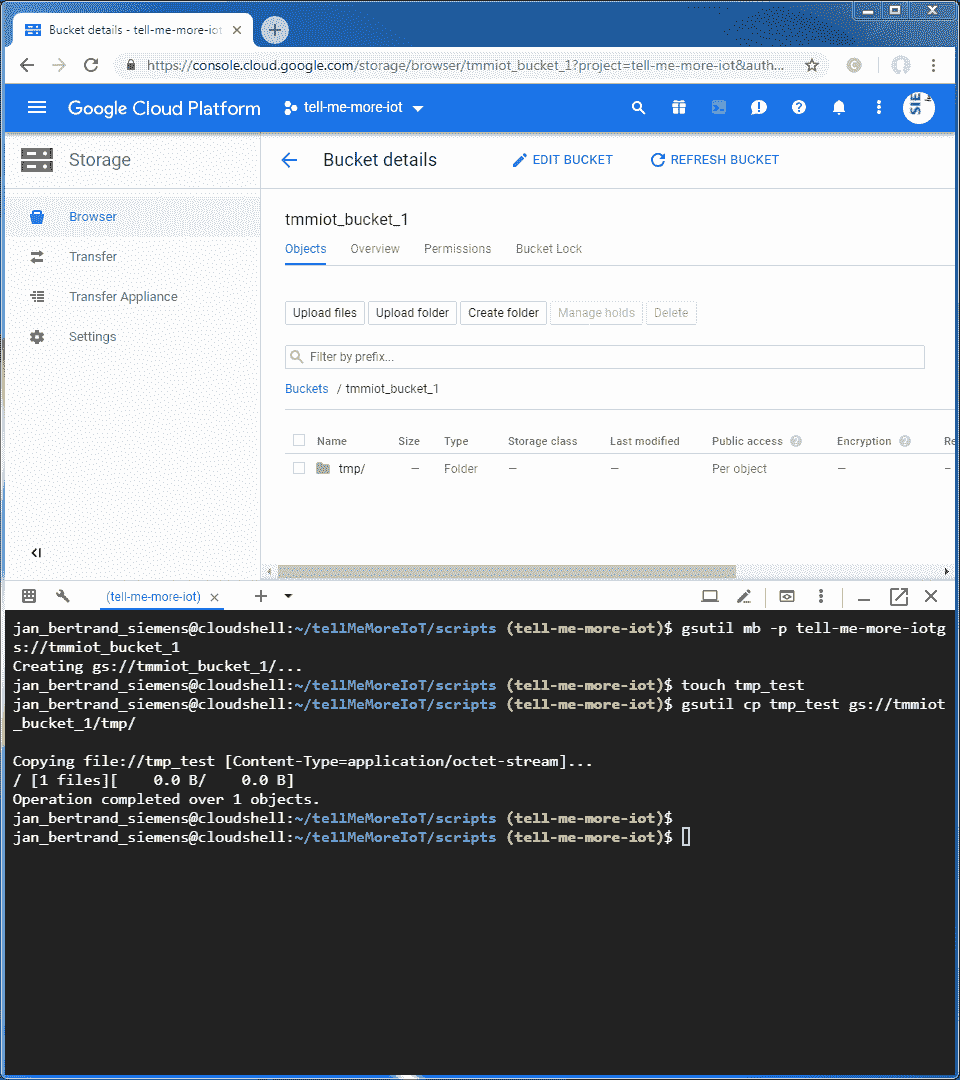 Bucket details - tell-me-more-iot
https://console.cloud.google.com/storage/browser/tmmiot_bucket_1?project=tell-me-more-iot&auth...
Google Cloud Platform tell-me-more-iot
Storage
Bucket details EDIT BUCKET REFRESH BUCKET
Browser
Transfer
Transfer Appliance
Settings
tmmiot_bucket_1
Objects Overview Permissions Bucket Lock
Upload files Upload folder Create folder Manage holds Delete
Filter by prefix...
Buckets / tmmiot_bucket_1
Name Size Type Storage class Last modified Public access Encryption Re
tmp/ — Folder — — Per object —
(tell-me-more-iot)
jan_bertrand_siemens@cloudshell:~/tellMeMoreIoT/scripts (tell-me-more-iot)$ gsutil mb -p tell-me-more-iotg
s://tmmiot_bucket_1
Creating gs://tmmiot_bucket_1/...
jan_bertrand_siemens@cloudshell:~/tellMeMoreIoT/scripts (tell-me-more-iot)$ touch tmp_test
jan_bertrand_siemens@cloudshell:~/tellMeMoreIoT/scripts (tell-me-more-iot)$ gsutil cp tmp_test gs://tmmiot
_bucket_1/tmp/
Copying file://tmp_test [Content-Type=application/octet-stream]...
/ [1 files][    0.0 B/    0.0 B]
Operation completed over 1 objects.
jan_bertrand_siemens@cloudshell:~/tellMeMoreIoT/scripts (tell-me-more-iot)$
jan_bertrand_siemens@cloudshell:~/tellMeMoreIoT/scripts (tell-me-more-iot)$